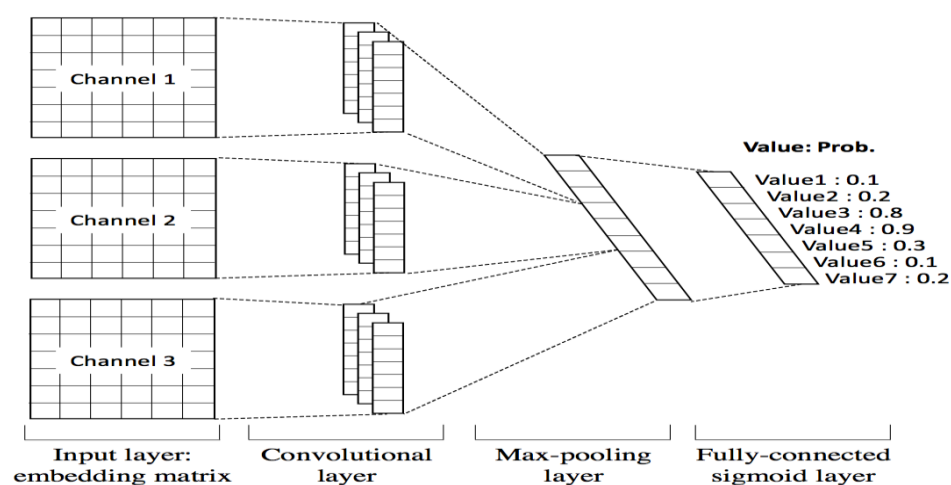 Channel 1
Channel 2
Channel 3
Value: Prob.
Value1 : 0.1
Value2 : 0.2
Value3 : 0.8
Value4 : 0.9
Value5 : 0.3
Value6 : 0.1
Value7 : 0.2
Input layer:
embedding matrix
Convolutional
layer
Max-pooling
layer
Fully-connected
sigmoid layer